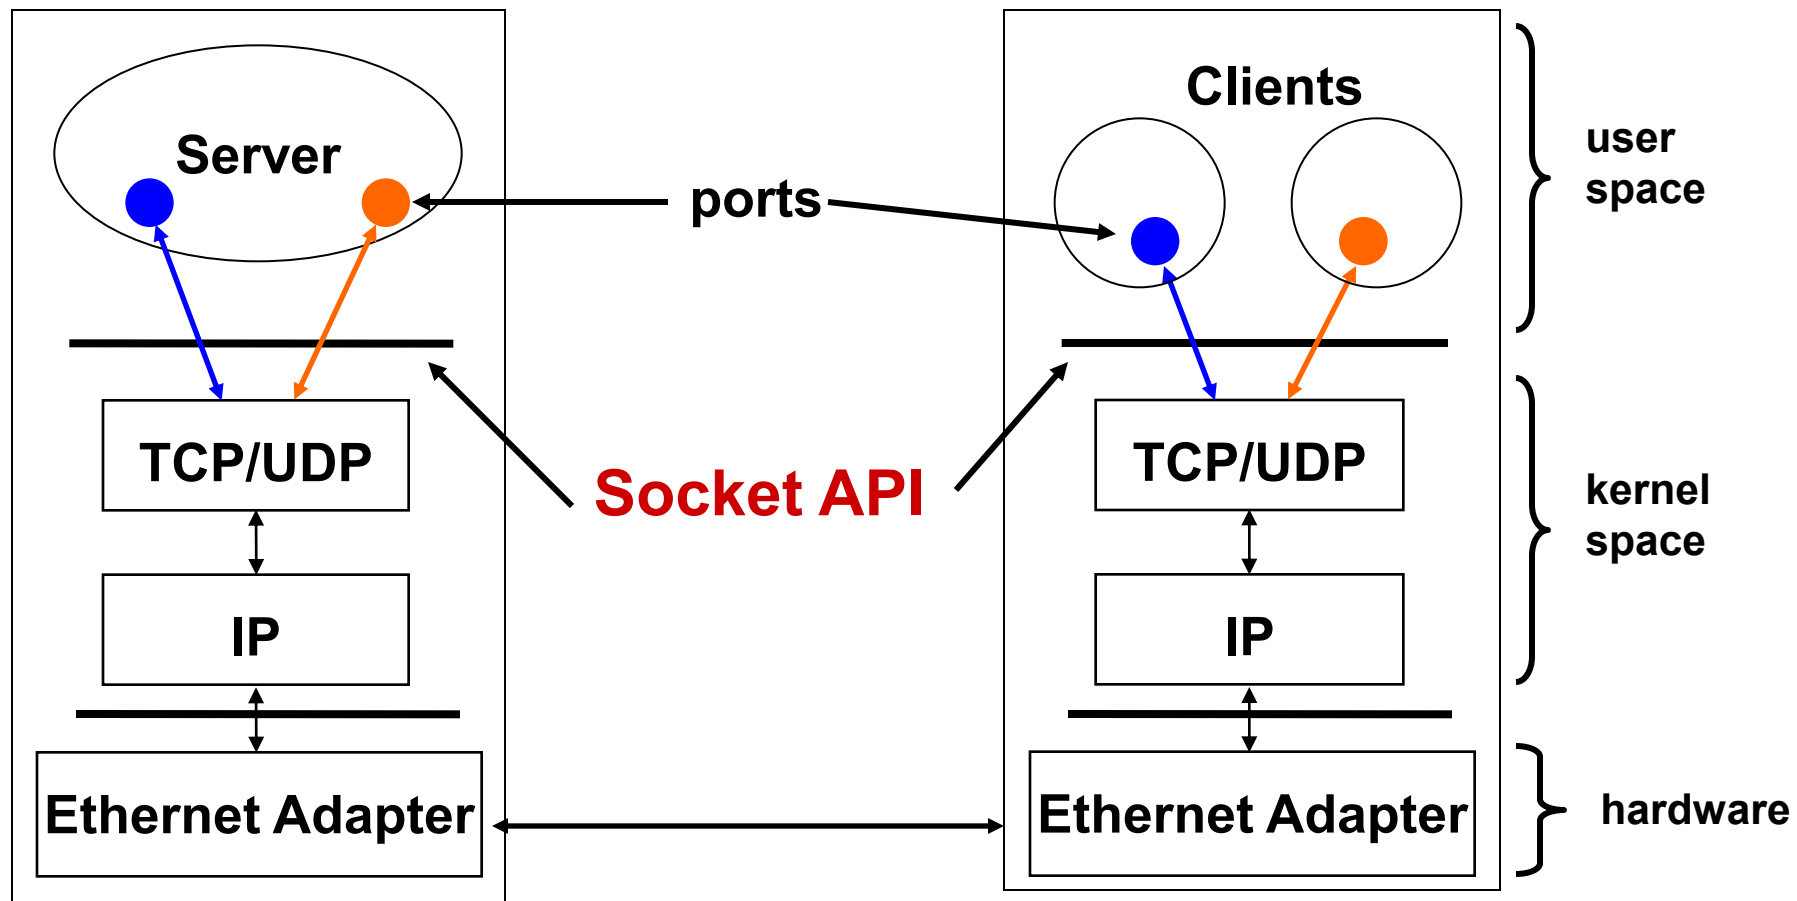 Server
Clients
ports
user
space
TCP/UDP
Socket API
TCP/UDP
kernel
space
IP
IP
Ethernet Adapter
Ethernet Adapter
hardware